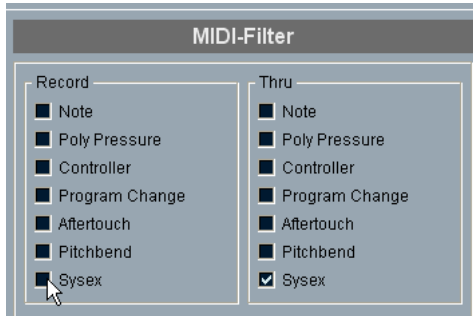 MIDI-Filter
Record
Note
Poly Pressure
Controller
Program Change
Aftertouch
Pitchbend
Sysex
Thru
Note
Poly Pressure
Controller
Program Change
Aftertouch
Pitchbend
Sysex